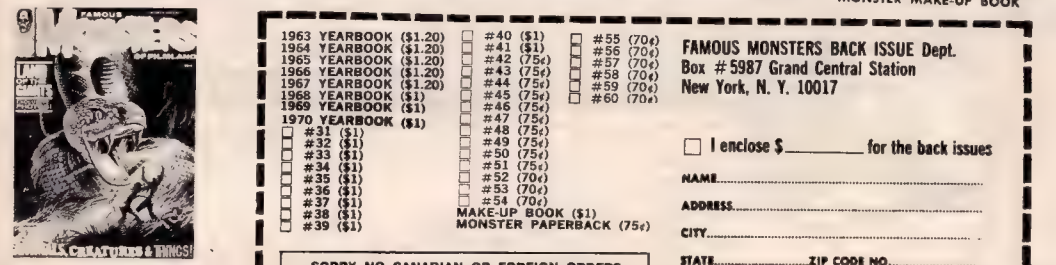 MONSTER MAKE-UP BOOK
FAMOUS
OF FILMLAND
CREATURES & THINGS!
1963 YEARBOOK ($1.20)
1964 YEARBOOK ($1.20)
1965 YEARBOOK ($1.20)
1966 YEARBOOK ($1.20)
1967 YEARBOOK ($1.20)
1968 YEARBOOK ($1)
1969 YEARBOOK ($1)
1970 YEARBOOK ($1)
#31 ($1)
#32 ($1)
#33 ($1)
#34 ($1)
#35 ($1)
#36 ($1)
#37 ($1)
#38 ($1)
#39 ($1)
#40 ($1)
#41 ($1)
#42 (75¢)
#43 (75¢)
#44 (75¢)
#45 (75¢)
#46 (75¢)
#47 (75¢)
#48 (75¢)
#49 (75¢)
#50 (75¢)
#51 (75¢)
#52 (70¢)
#53 (70¢)
#54 (70¢)
MAKE-UP BOOK ($1)
MONSTER PAPERBACK (75¢)
#55 (70¢)
#56 (70¢)
#57 (70¢)
#58 (70¢)
#59 (70¢)
#60 (70¢)
SORRY NO CANADIAN OR FOREIGN ORDERS
FAMOUS MONSTERS BACK ISSUE Dept.
Box #5987 Grand Central Station
New York, N. Y. 10017
I enclose $ for the back issues
NAME
ADDRESS
CITY
STATE ZIP CODE NO.